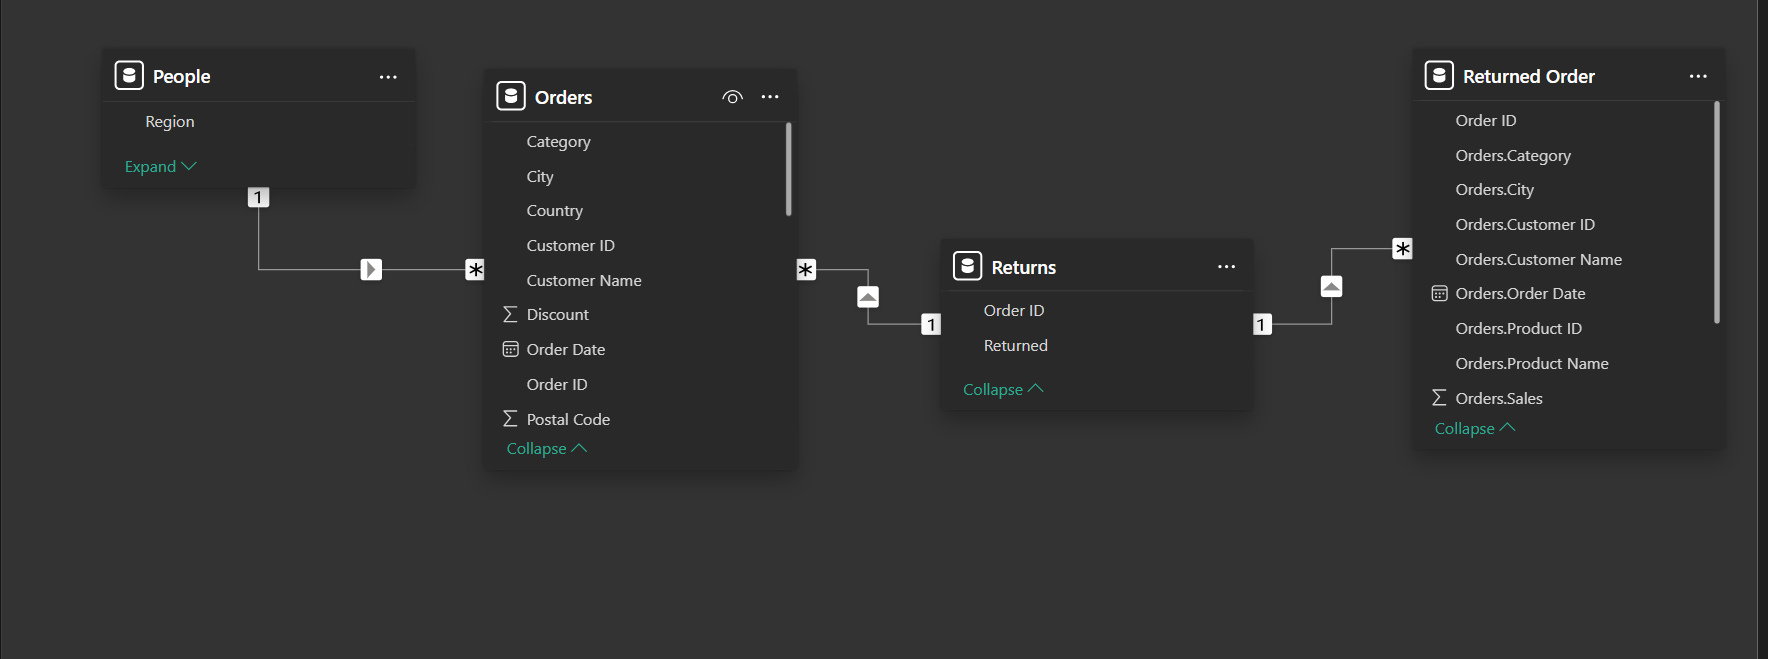 People
Region
Expand
1
*
Orders
Category
City
Country
Customer ID
Customer Name
Discount
Order Date
Order ID
Postal Code
Collapse
*
1
Returns
Order ID
Returned
Collapse
1
*
Returned Order
Order ID
Orders.Category
Orders.City
Orders.Customer ID
Orders.Customer Name
Orders.Order Date
Orders.Product ID
Orders.Product Name
Orders.Sales
Collapse